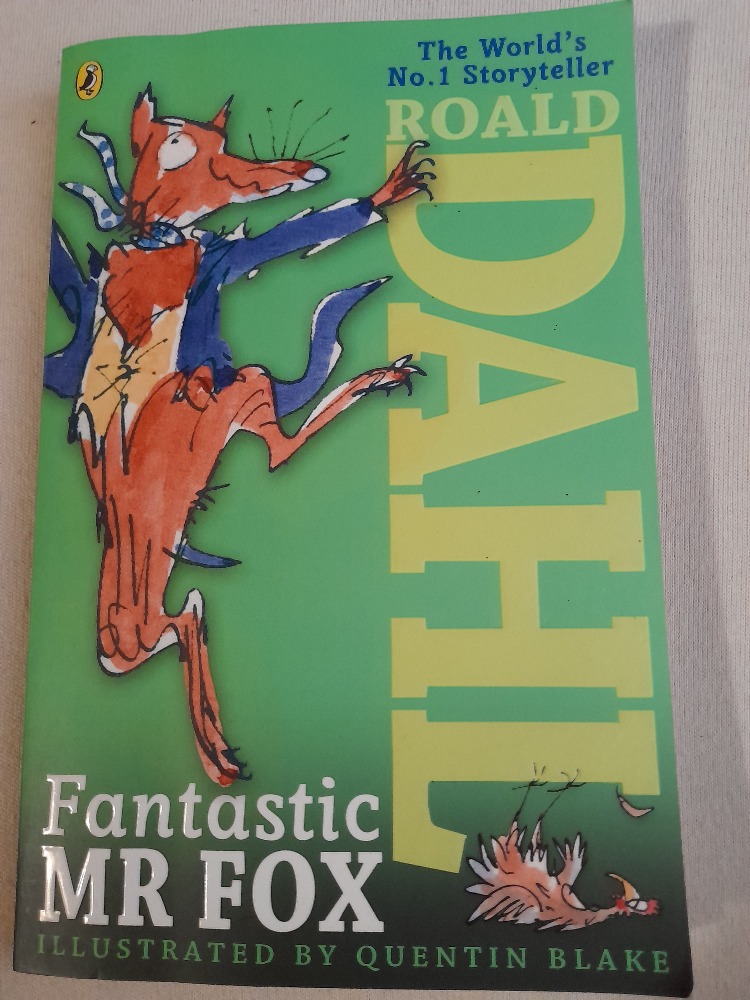 The World's
No.1 Storyteller
ROALD
DAHL
Fantastic
MR FOX
ILLUSTRATED BY QUENTIN BLAKE